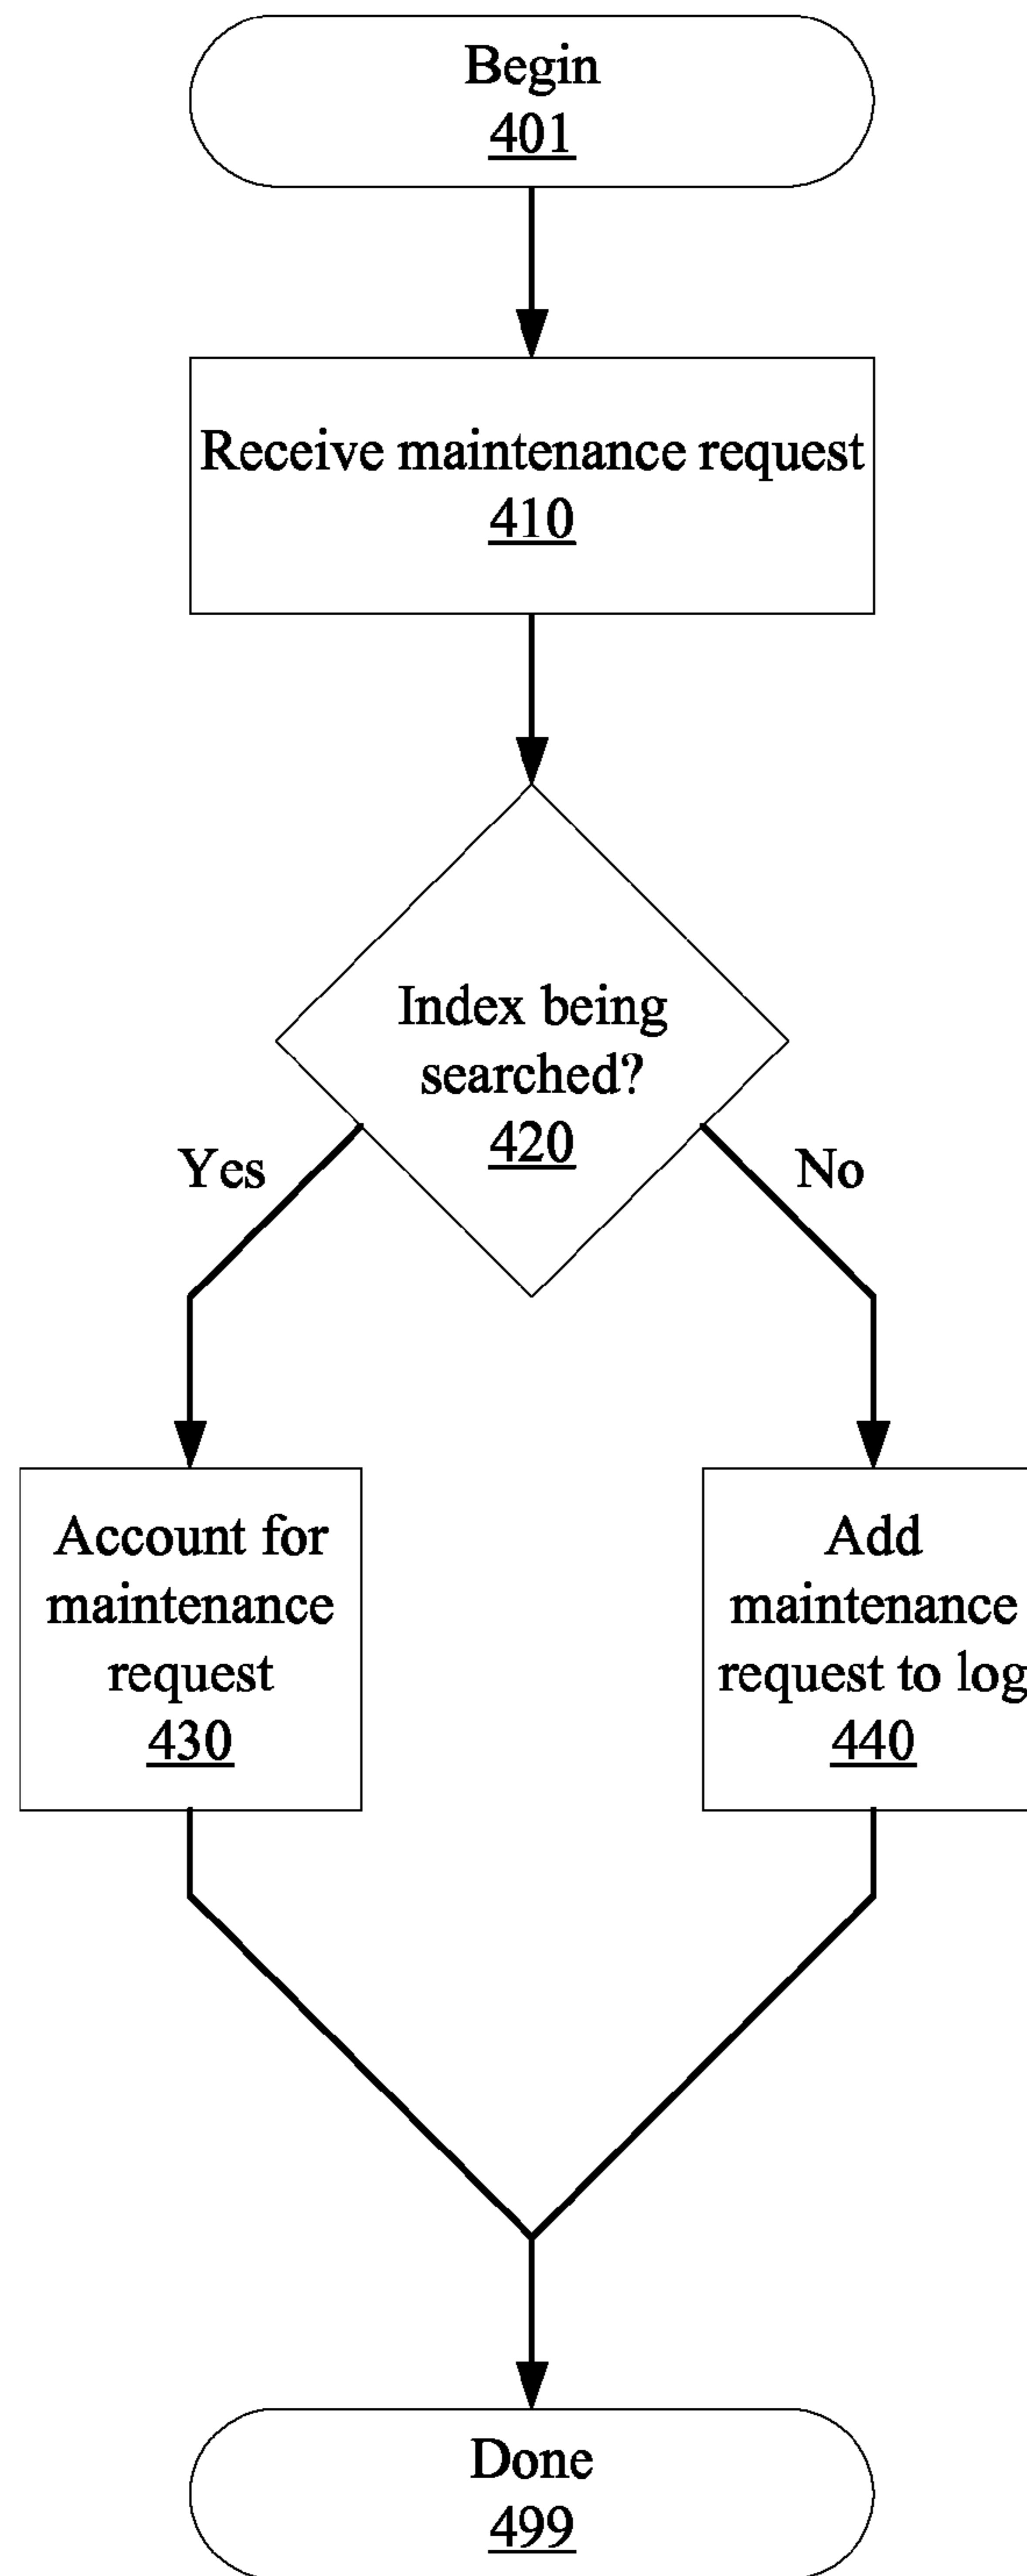 Begin
401
Receive maintenance request
410
Index being
searched?
420
Yes
No
Account for
maintenance
request
430
Add
maintenance
request to log
440
Done
499